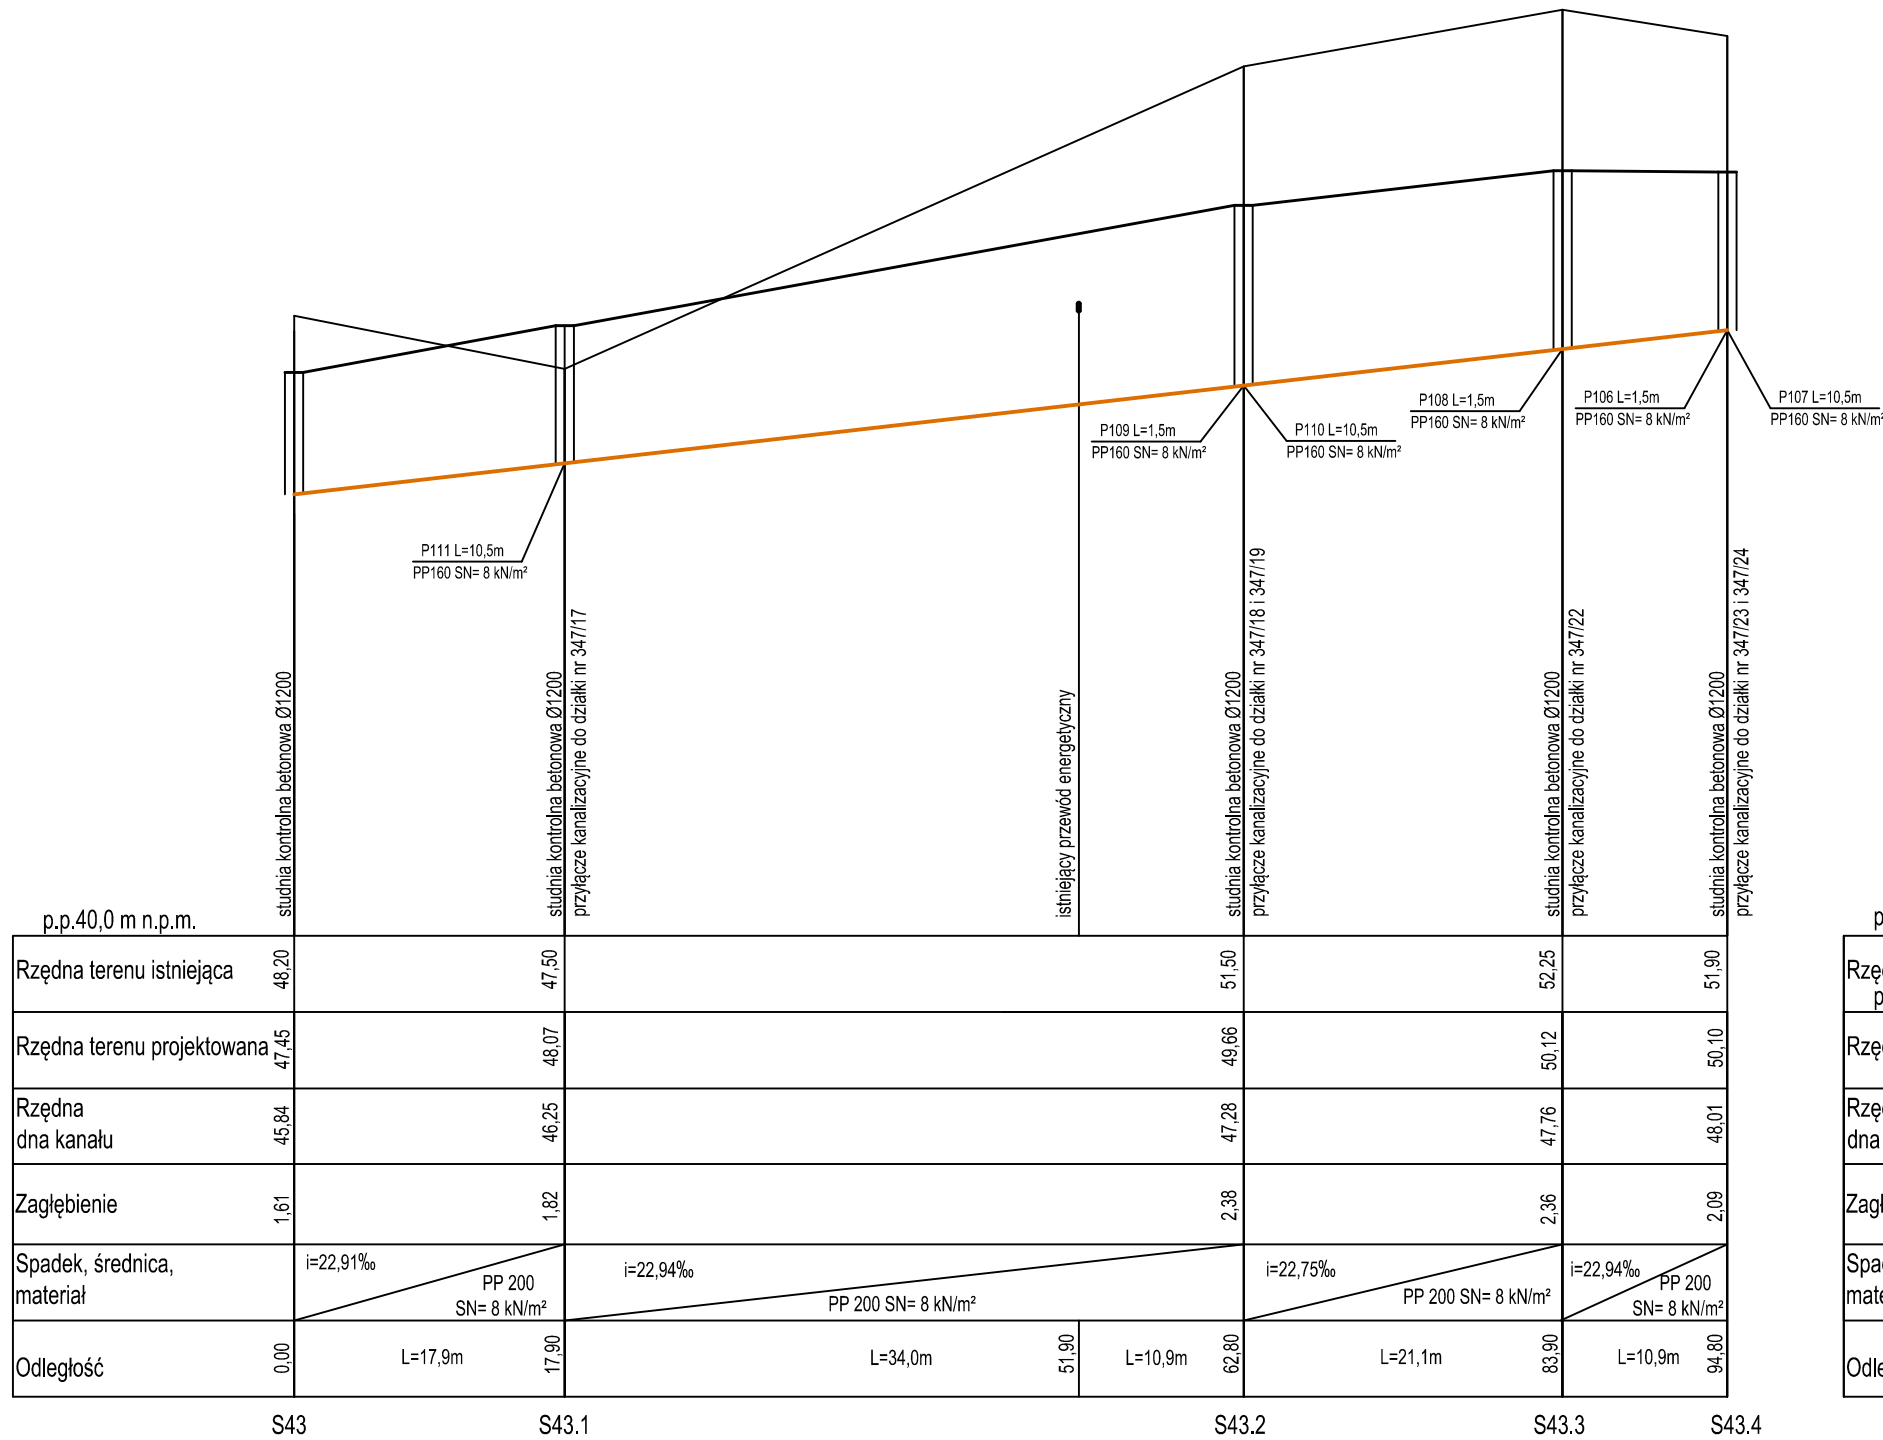 P109 L=1,5m
PP160 SN= 8 kN/m²
P110 L=10,5m
PP160 SN= 8 kN/m²
P108 L=1,5m
PP160 SN= 8 kN/m²
P106 L=1,5m
PP160 SN= 8 kN/m²
P107 L=10,5m
PP160 SN= 8 kN/m²
P111 L=10,5m
PP160 SN= 8 kN/m²
studnia kontrolna betonowa Ø1200
studnia kontrolna betonowa Ø1200
przyłącze kanalizacyjne do działki nr 347/17
istniejący przewód energetyczny
studnia kontrolna betonowa Ø1200
przyłącze kanalizacyjne do działki nr 347/18 i 347/19
studnia kontrolna betonowa Ø1200
przyłącze kanalizacyjne do działki nr 347/22
studnia kontrolna betonowa Ø1200
przyłącze kanalizacyjne do działki nr 347/23 i 347/24
p.p.40,0 m n.p.m.
Rzędna terenu istniejąca 48,20 47,50 51,50 52,25 51,90
Rzędna terenu projektowana 47,45 48,07 49,66 50,12 50,10
Rzędna
dna kanału 45,84 46,25 47,28 47,76 48,01
Zagłębienie 1,61 1,82 2,38 2,36 2,09
Spadek, średnica,
materiał
i=22,91‰
PP 200
SN= 8 kN/m²
i=22,94‰
PP 200 SN= 8 kN/m²
i=22,75‰
PP 200 SN= 8 kN/m²
i=22,94‰
PP 200
SN= 8 kN/m²
Odległość 0,00 L=17,9m 17,90 L=34,0m 51,90 L=10,9m 62,80 L=21,1m 83,90 L=10,9m 94,80
S43 S43.1 S43.2 S43.3 S43.4
p
p
dna